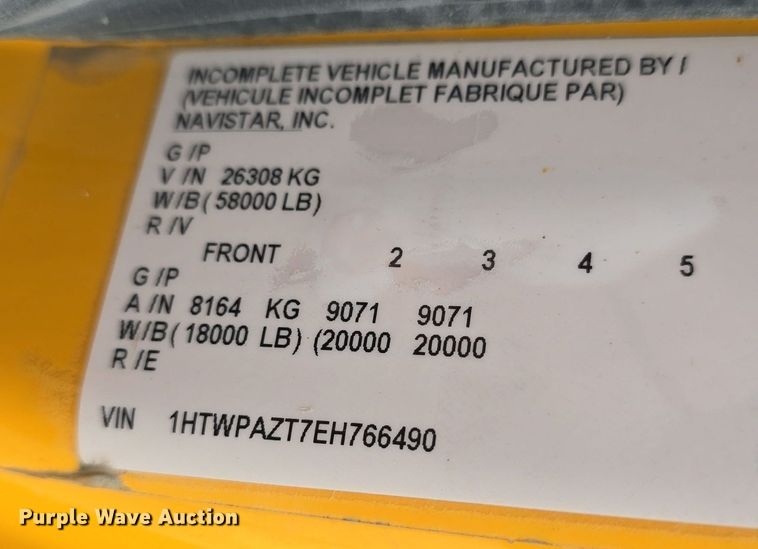 INCOMPLETE VEHICLE MANUFACTURED BY /
(VEHICULE INCOMPLET FABRIQUE PAR)
NAVISTAR, INC.
G /P
V /N 26308 KG
W/B ( 58000 LB)
R /V
FRONT 2 3 4 5
G /P
A /N 8164 KG 9071 9071
W/B ( 18000 LB) (20000 20000
R /E
VIN 1HTWPAZT7EH766490
Purple Wave Auction